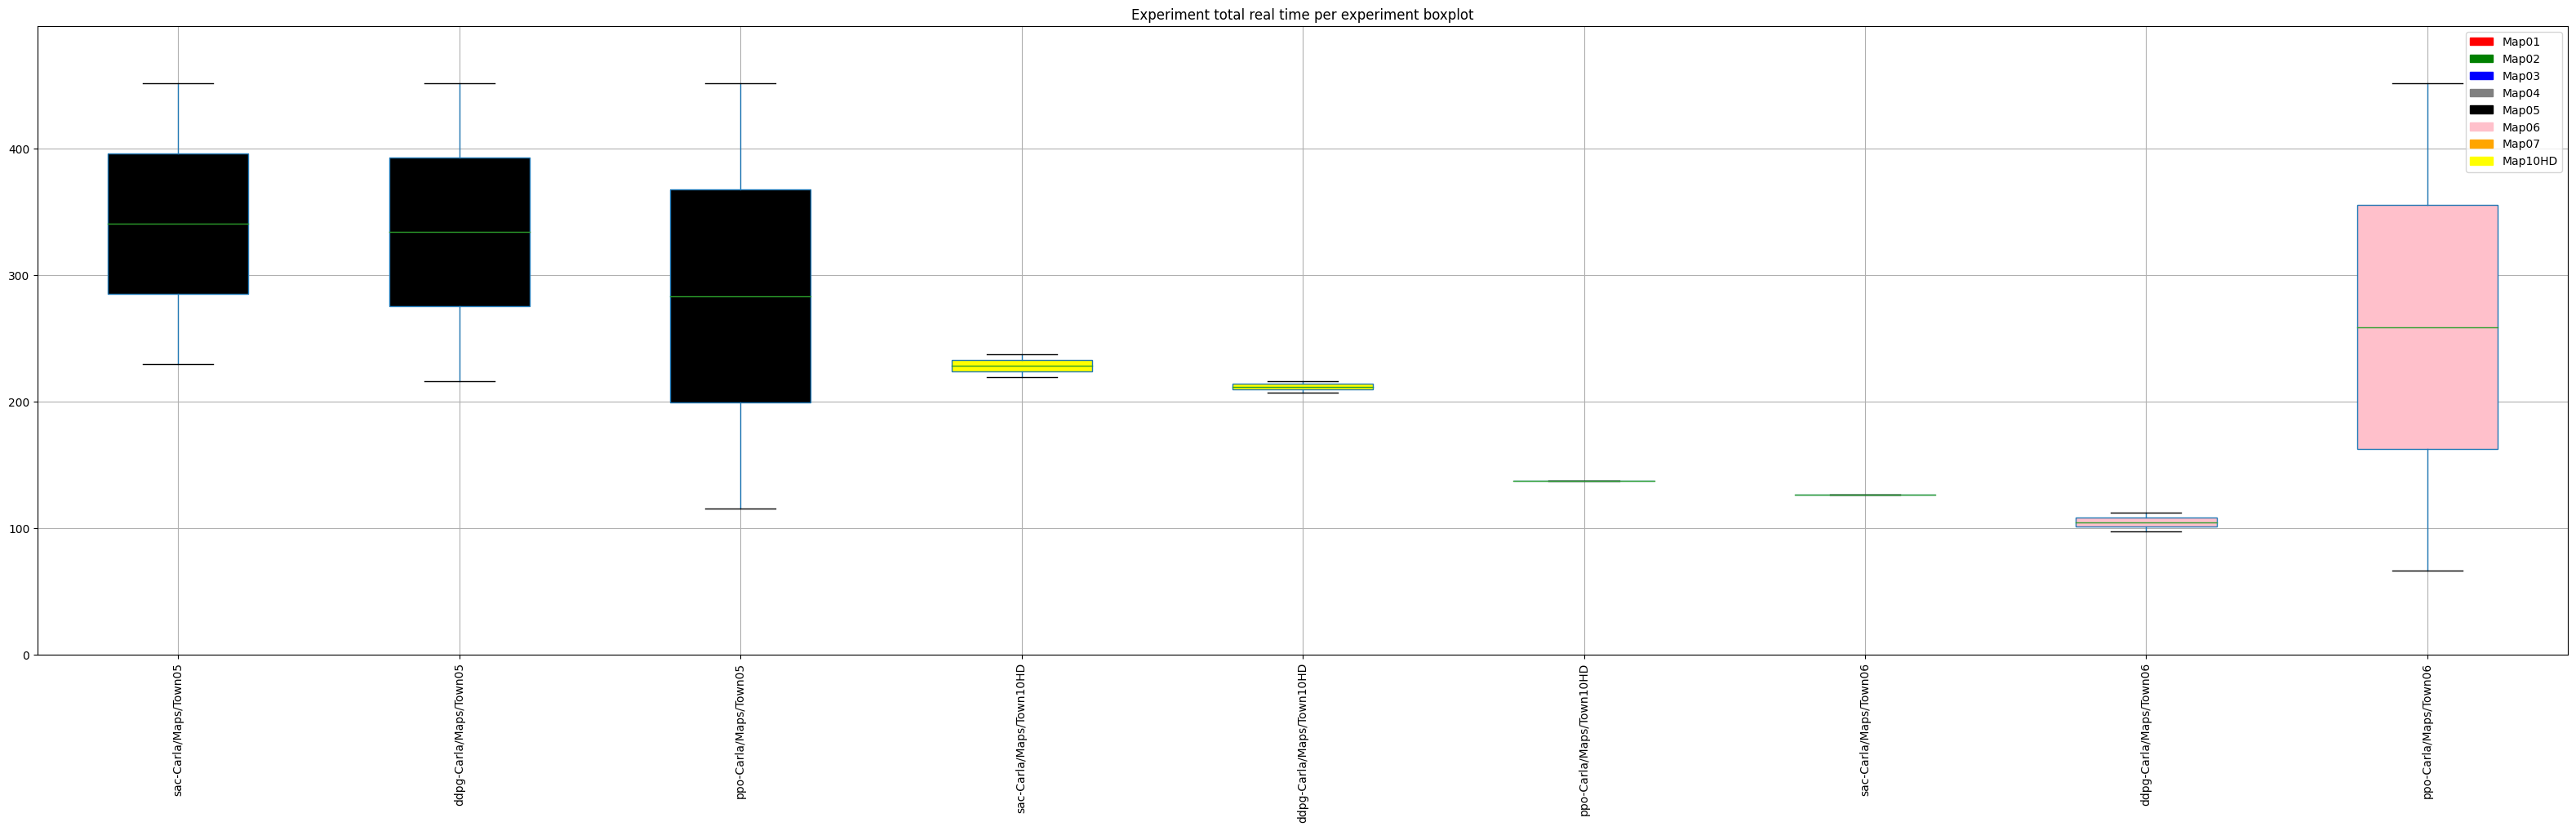 Experiment total real time per experiment boxplot
Map01
Map02
Map03
Map04
Map05
Map06
Map07
Map10HD
400
300
200
100
0
sac-Carla/Maps/Town05
ddpg-Carla/Maps/Town05
ppo-Carla/Maps/Town05
sac-Carla/Maps/Town10HD
ddpg-Carla/Maps/Town10HD
ppo-Carla/Maps/Town10HD
sac-Carla/Maps/Town06
ddpg-Carla/Maps/Town06
ppo-Carla/Maps/Town06